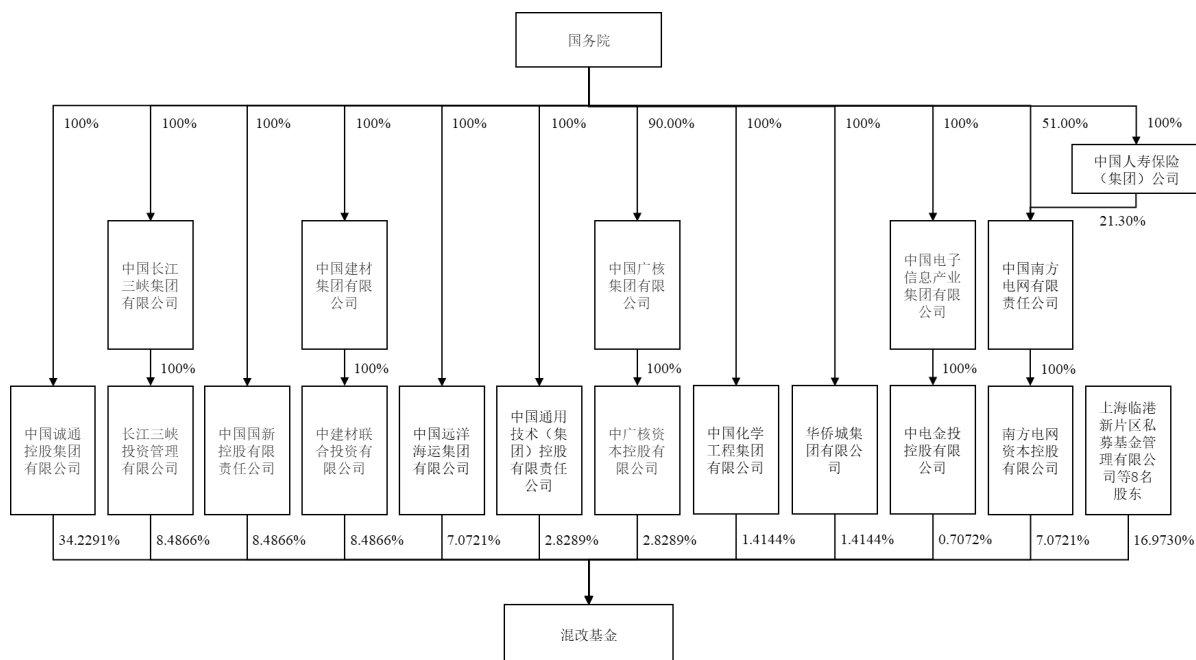 国务院
100%
100%
100%
100%
100%
100%
90.00%
100%
100%
100%
51.00%
100%
中国人寿保险
（集团）公司
21.30%
中国长江
三峡集团
有限公司
中国建材
集团有限
公司
中国广核
集团有限
公司
中国电子
信息产业
集团有限
公司
中国南方
电网有限
责任公司
100%
100%
100%
100%
100%
中国诚通
控股集团
有限公司
长江三峡
投资管理
有限公司
中国国新
控股有限
责任公司
中建材联
合投资有
限公司
中国远洋
海运集团
有限公司
中国通用
技术（集
团）控股
有限责任
公司
中广核资
本控股有
限公司
中国化学
工程集团
有限公司
华侨城集
团有限公
司
中电金投
控股有限
公司
南方电网
资本控股
有限公司
上海临港
新片区私
募基金管
理有限公
司等8名
股东
34.2291%
8.4866%
8.4866%
8.4866%
7.0721%
2.8289%
2.8289%
1.4144%
1.4144%
0.7072%
7.0721%
16.9730%
混改基金